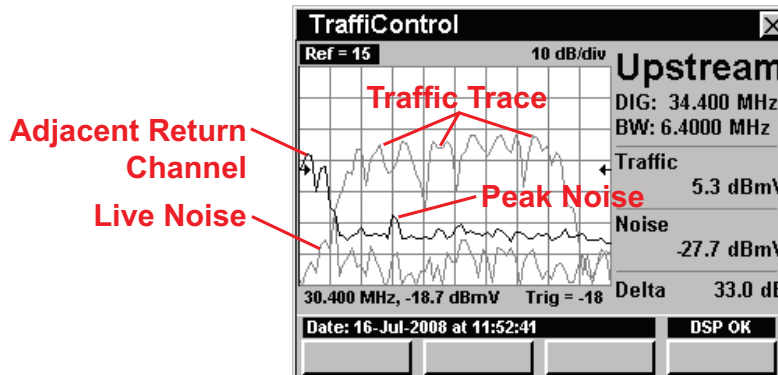 TraffiControl
Ref = 15 10 dB/div
Upstream
DIG: 34.400 MHz
BW: 6.4000 MHz
Traffic Trace
Adjacent Return
Channel
Traffic
5.3 dBmV
Peak Noise
Live Noise
Noise
-27.7 dBmV
30.400 MHz, -18.7 dBmV Trig = -18
Delta 33.0 dB
Date: 16-Jul-2008 at 11:52:41 DSP OK